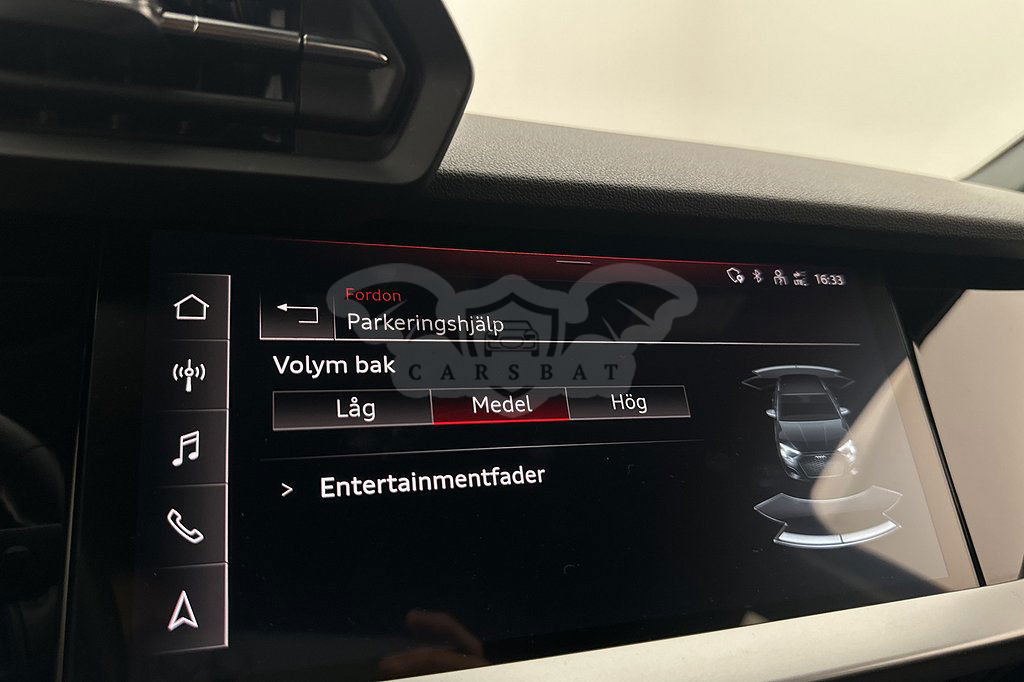 16:33
Fordon
Parkeringshjälp
CARSBAT
Volym bak
Låg Medel Hög
> Entertainmentfader